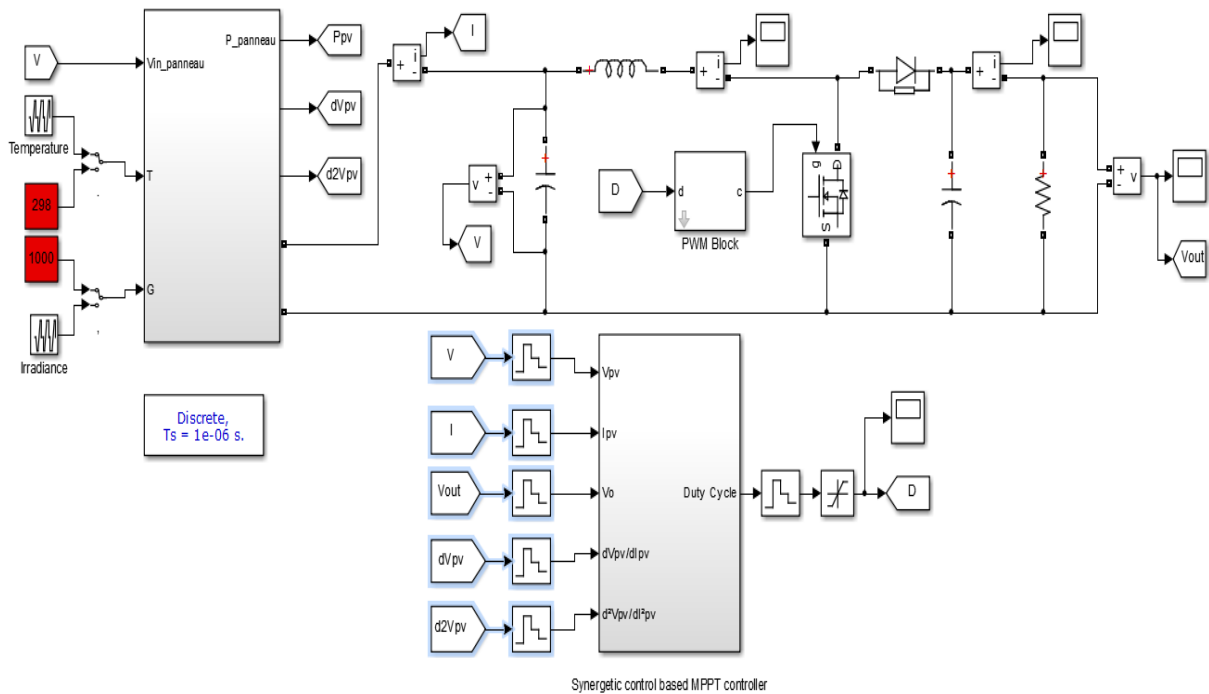 V
Vin_panneau
P_panneau
Ppv
dVpv
d2Vpv
Temperature
T
298
1000
G
Irradiance
I
i
+
-
V
v
+
-
D
d
c
PWM Block
g
D
S
i
+
-
i
+
-
v
+
-
Vout
Discrete,
Ts = 1e-06 s.
V
Vpv
I
Ipv
Vout
Vo
Duty Cycle
D
dVpv
dVpv/dIpv
d2Vpv
d²Vpv/dI²pv
Synergetic control based MPPT controller